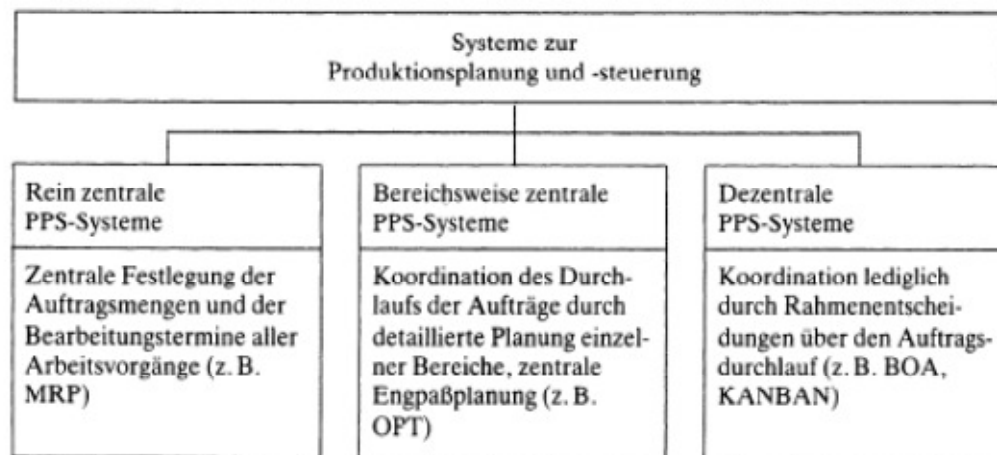 Systeme zur
Produktionsplanung und -steuerung
Rein zentrale
PPS-Systeme
Zentrale Festlegung der
Auftragsmengen und der
Bearbeitungstermine aller
Arbeitsvorgänge (z. B.
MRP)
Bereichsweise zentrale
PPS-Systeme
Koordination des Durch-
laufs der Aufträge durch
detaillierte Planung einzel-
ner Bereiche, zentrale
Engpaßplanung (z. B.
OPT)
Dezentrale
PPS-Systeme
Koordination lediglich
durch Rahmenentschei-
dungen über den Auftrags-
durchlauf (z. B. BOA,
KANBAN)